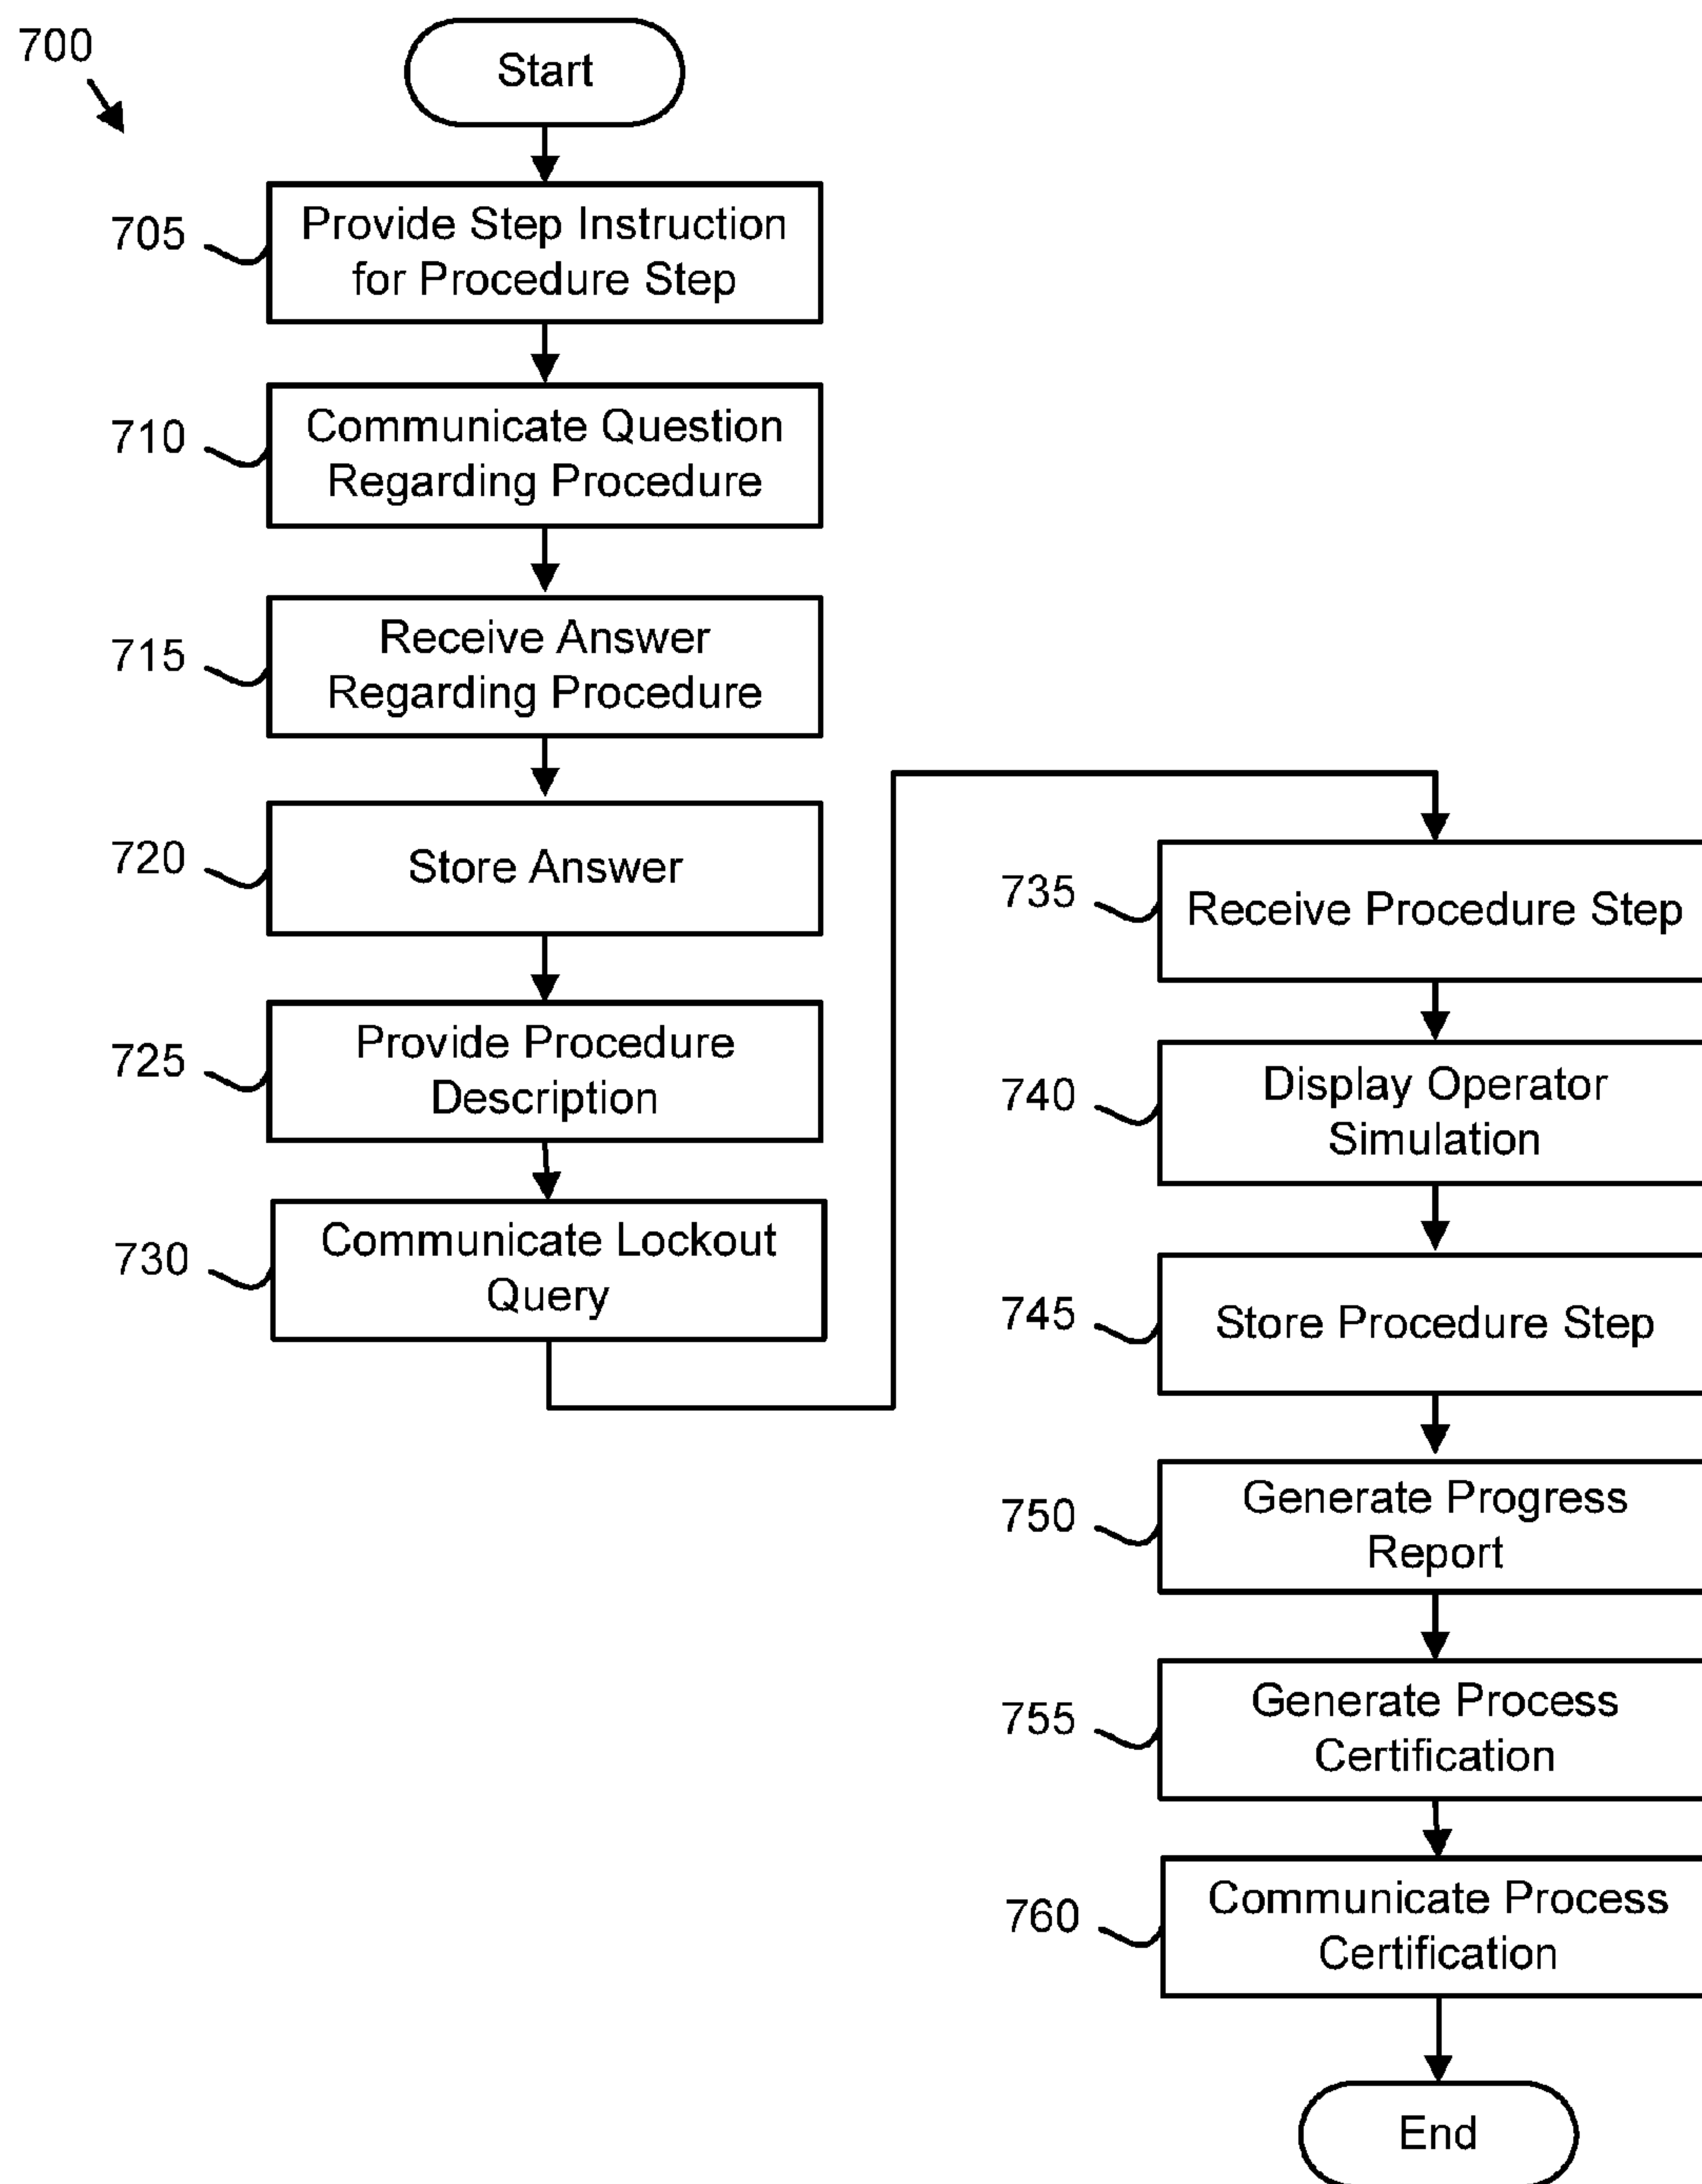 700
Start
705
Provide Step Instruction
for Procedure Step
710
Communicate Question
Regarding Procedure
715
Receive Answer
Regarding Procedure
720
Store Answer
725
Provide Procedure
Description
730
Communicate Lockout
Query
735
Receive Procedure Step
740
Display Operator
Simulation
745
Store Procedure Step
750
Generate Progress
Report
755
Generate Process
Certification
760
Communicate Process
Certification
End